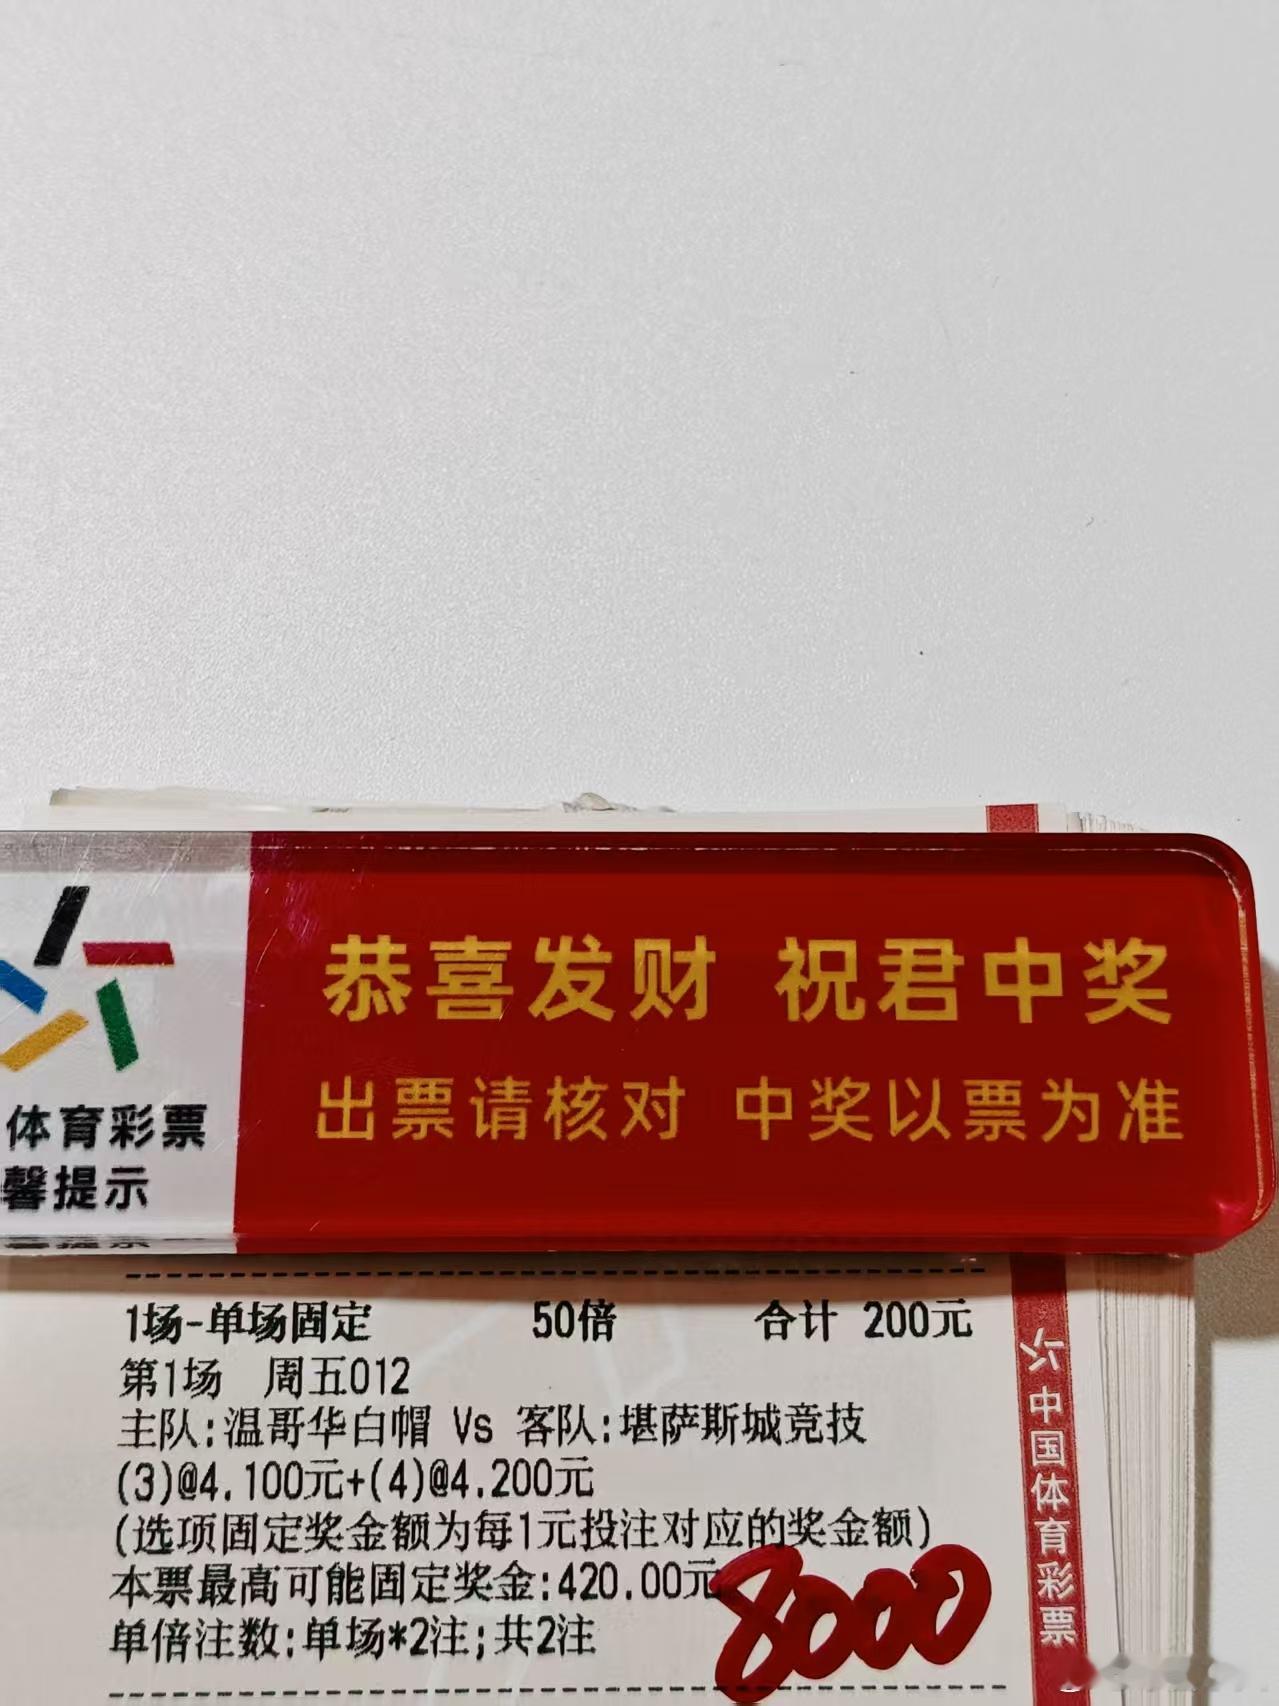 恭喜发财 祝君中奖
出票请核对 中奖以票为准
体育彩票
馨提示
1场-单场固定 50倍 合计 200元
第1场 周五012
主队:温哥华白帽 Vs 客队:堪萨斯城竞技
(3)@4.100元+(4)@4.200元
(选项固定奖金额为每1元投注对应的奖金额)
本票最高可能固定奖金:420.00元
单倍注数:单场*2注;共2注
8000
中国体育彩票